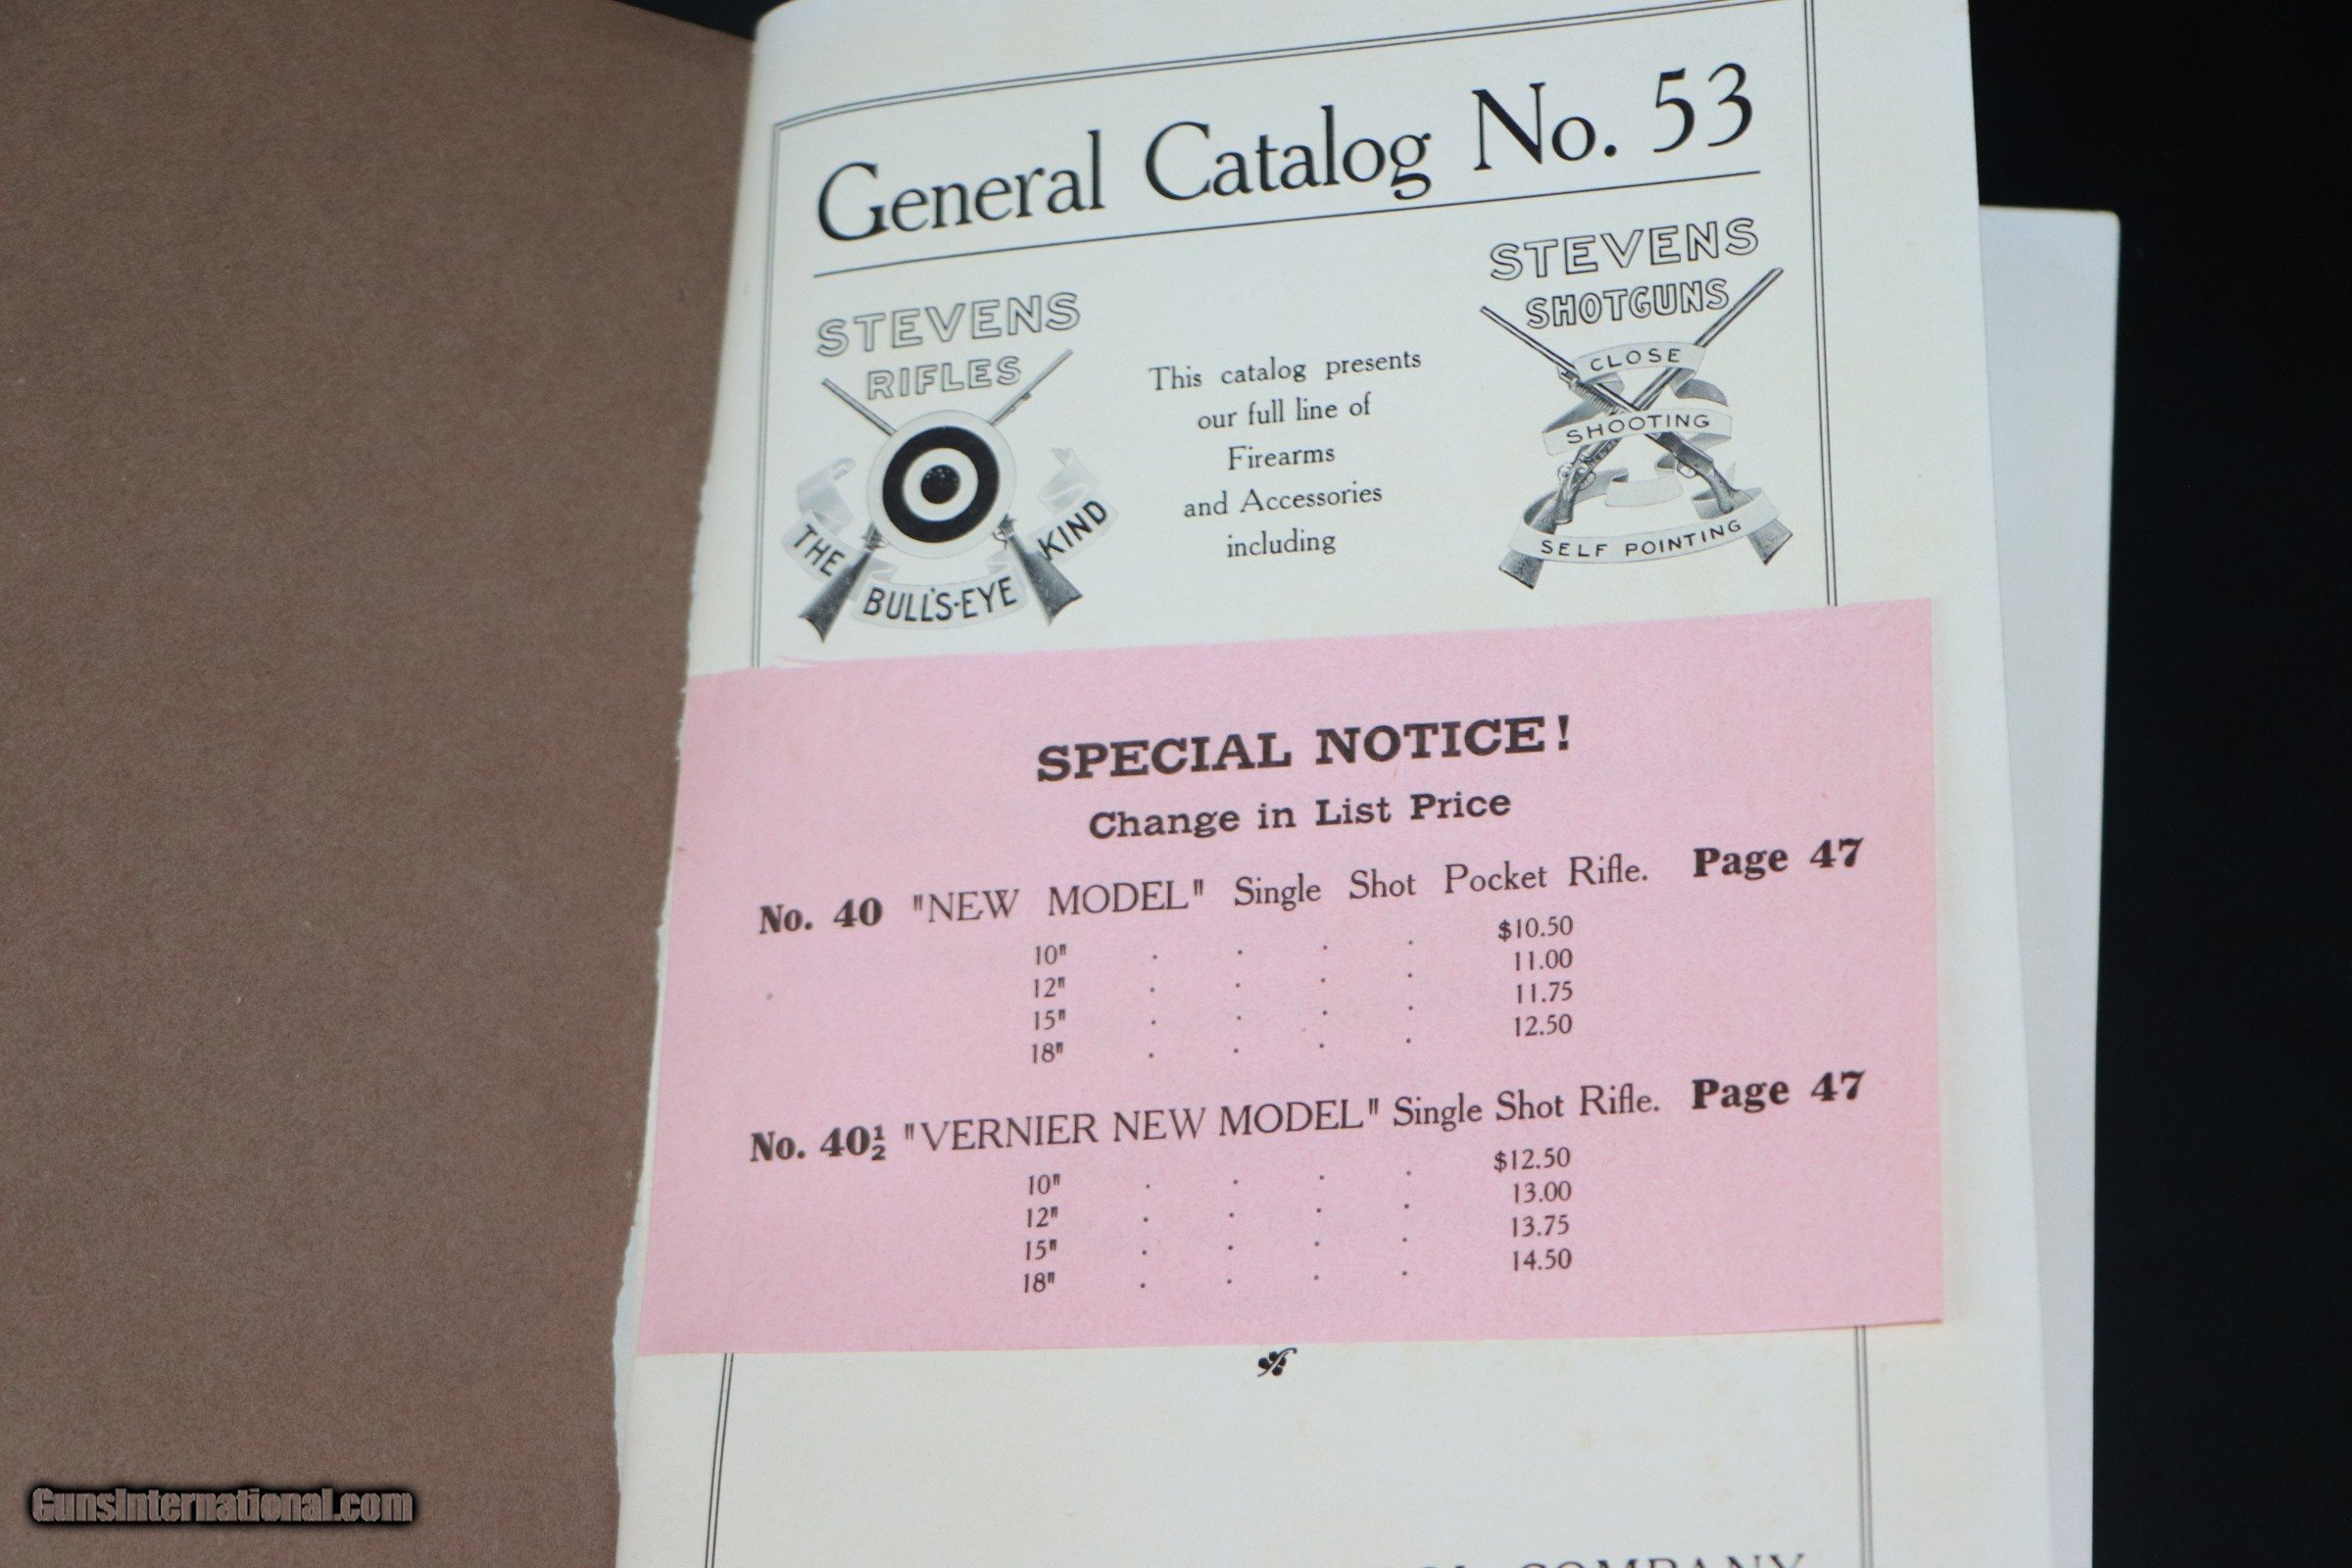 General Catalog No. 53
STEVENS
RIFLES
THE BULL'S-EYE KIND
This catalog presents
our full line of
Firearms
and Accessories
including
STEVENS
SHOTGUNS
CLOSE
SHOOTING
SELF POINTING
SPECIAL NOTICE!
Change in List Price
No. 40 "NEW MODEL" Single Shot Pocket Rifle. Page 47
10" . . . . $10.50
12" . . . . 11.00
15" . . . . 11.75
18" . . . . 12.50
No. 40½ "VERNIER NEW MODEL" Single Shot Rifle. Page 47
10" . . . . $12.50
12" . . . . 13.00
15" . . . . 13.75
18" . . . . 14.50
COMPANY
GunsInternational.com